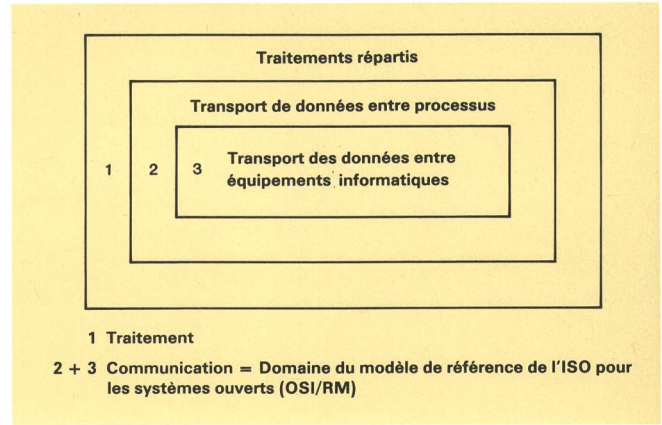 Traitements répartis
Transport de données entre processus
1 2 3 Transport des données entre
équipements informatiques
1 Traitement
2 + 3 Communication = Domaine du modèle de référence de l'ISO pour
les systèmes ouverts (OSI/RM)